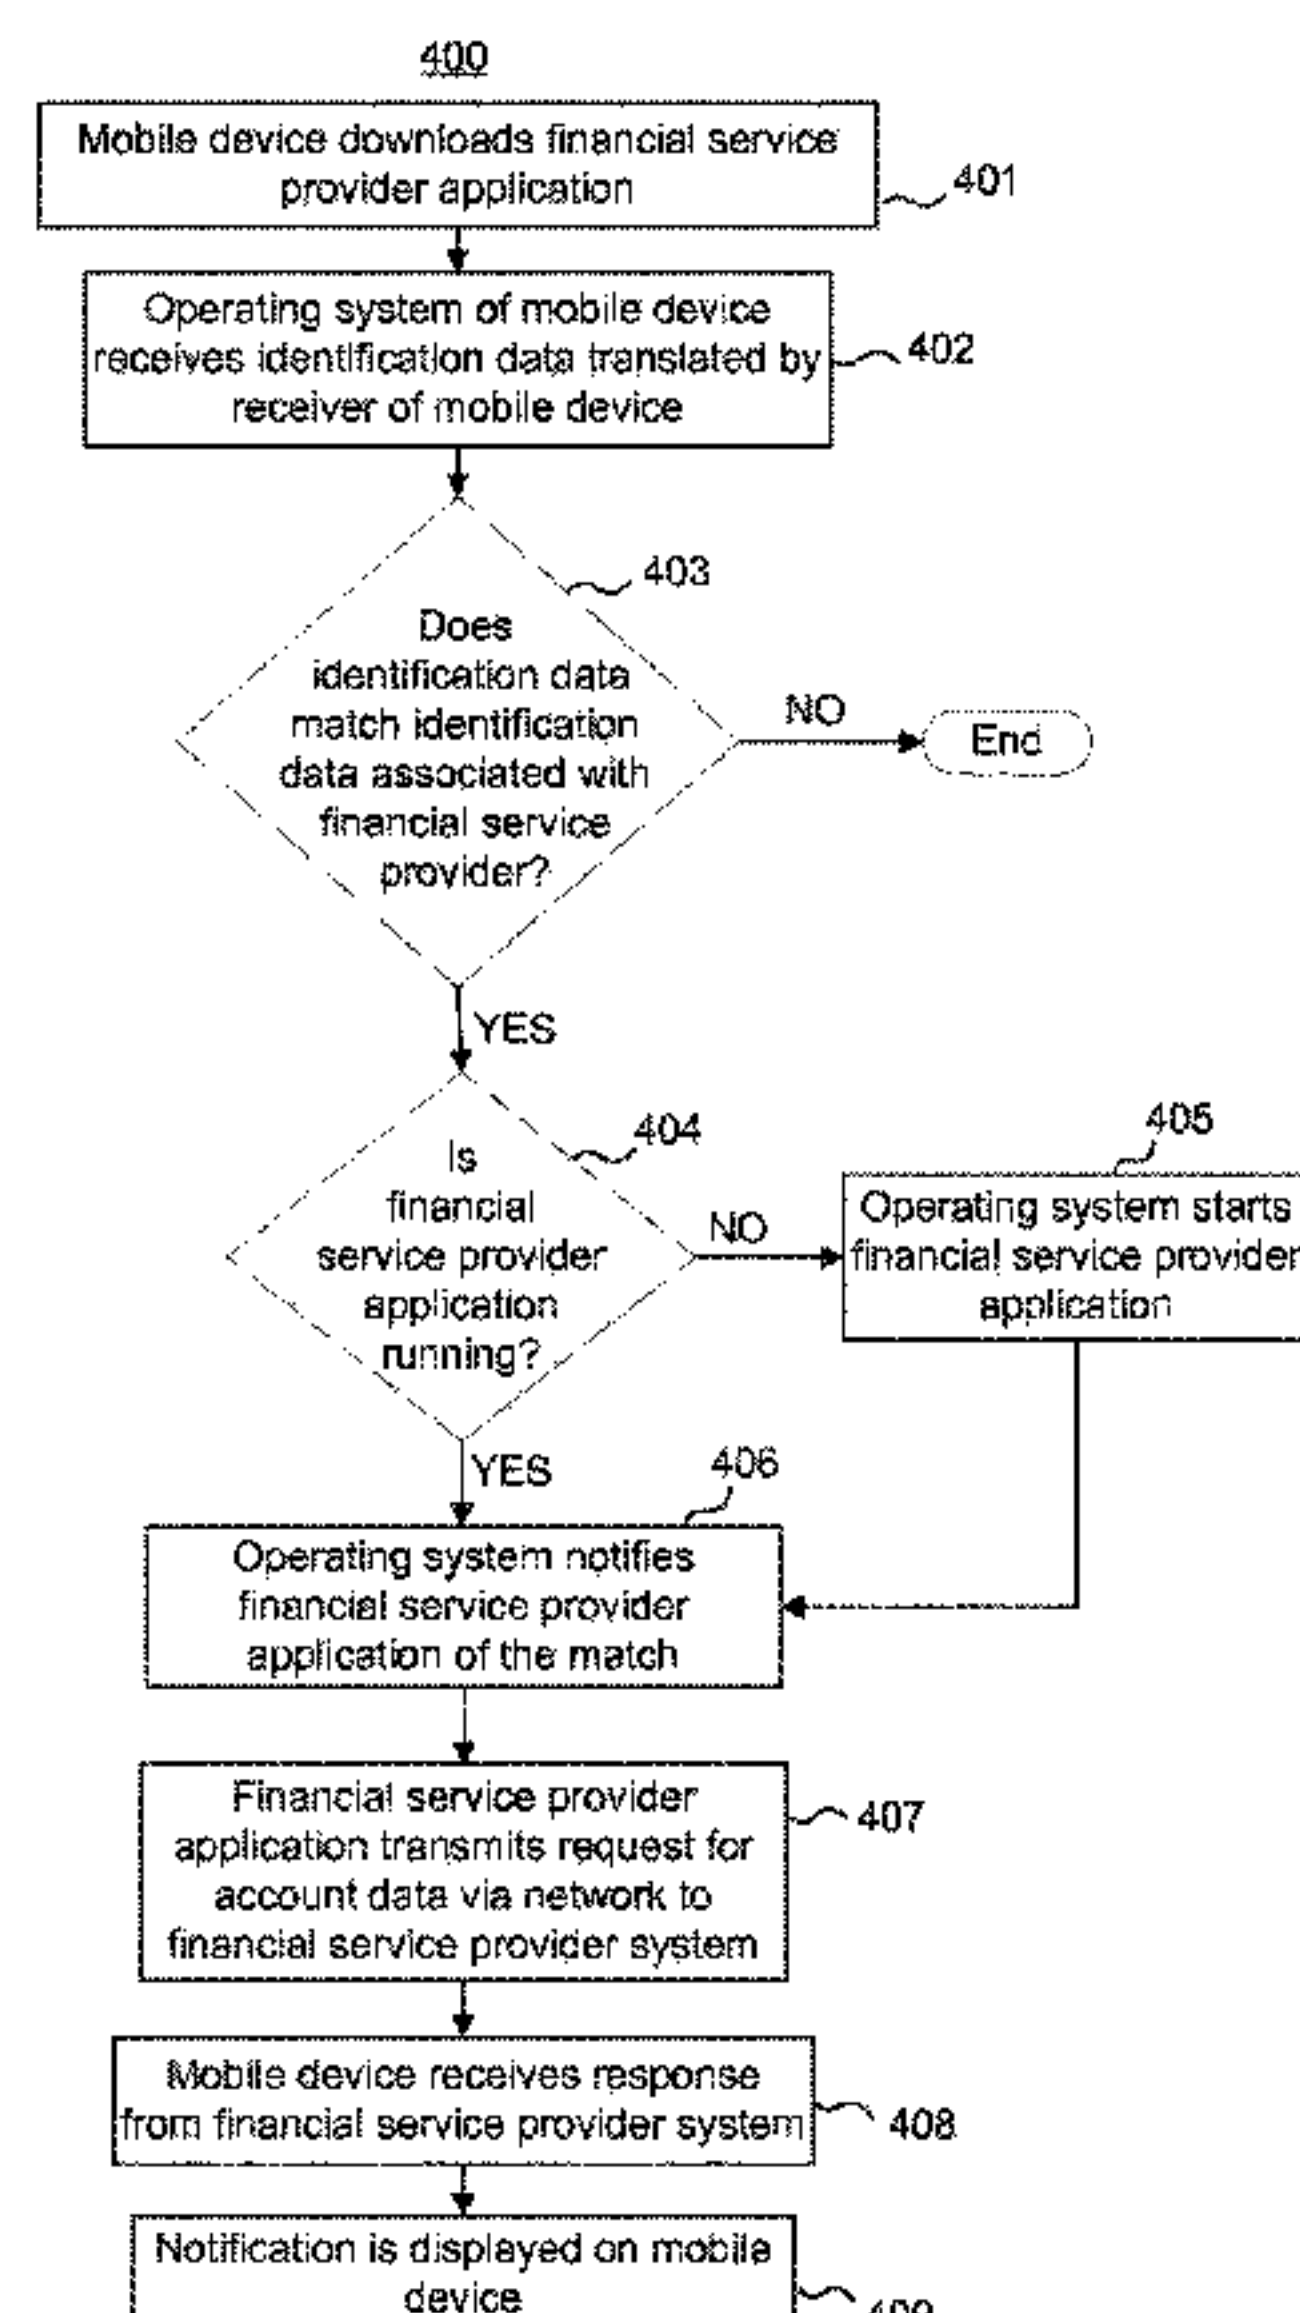 400
Mobile device downloads financial service
provider application
401
Operating system of mobile device
receives identification data translated by
receiver of mobile device
402
403
Does
identification data
match identification
data associated with
financial service
provider?
NO
End
YES
404
Is
financial
service provider
application
running?
NO
405
Operating system starts
financial service provider
application
YES
406
Operating system notifies
financial service provider
application of the match
Financial service provider
application transmits request for
account data via network to
financial service provider system
407
Mobile device receives response
from financial service provider system
408
Notification is displayed on mobile
device
409